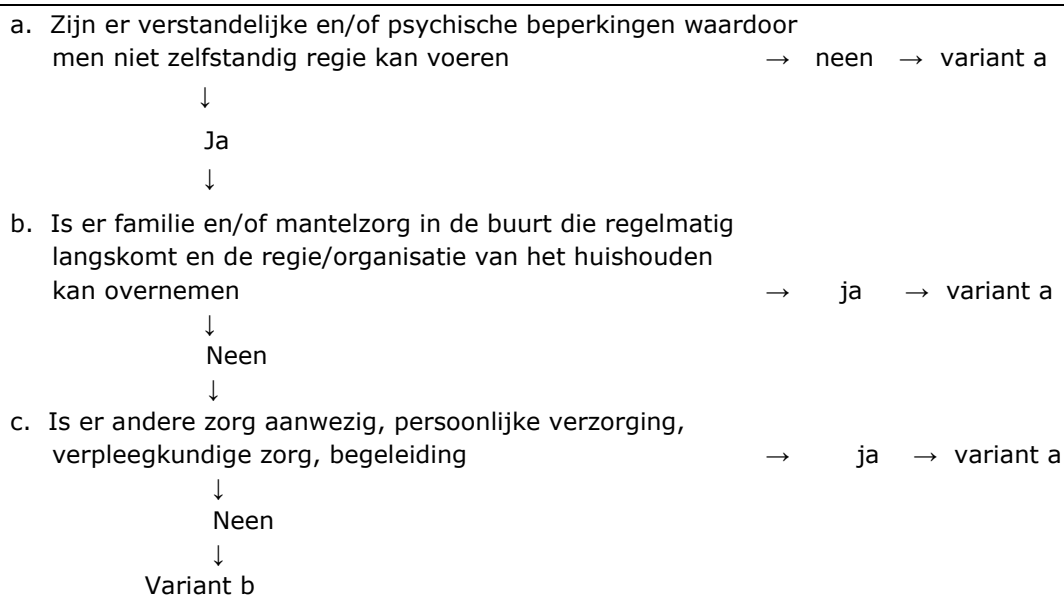 a. Zijn er verstandelijke en/of psychische beperkingen waardoor
men niet zelfstandig regie kan voeren → neen → variant a
↓
Ja
↓
b. Is er familie en/of mantelzorg in de buurt die regelmatig
langskomt en de regie/organisatie van het huishouden
kan overnemen → ja → variant a
↓
Neen
↓
c. Is er andere zorg aanwezig, persoonlijke verzorging,
verpleegkundige zorg, begeleiding → ja → variant a
↓
Neen
↓
Variant b